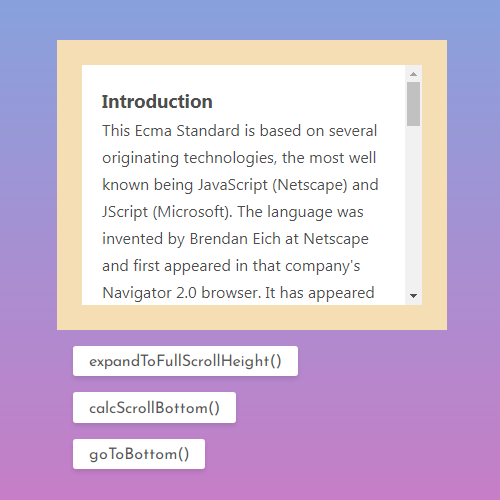 Introduction
This Ecma Standard is based on several
originating technologies, the most well
known being JavaScript (Netscape) and
JScript (Microsoft). The language was
invented by Brendan Eich at Netscape
and first appeared in that company's
Navigator 2.0 browser. It has appeared
expandToFullScrollHeight()
calcScrollBottom()
goToBottom()